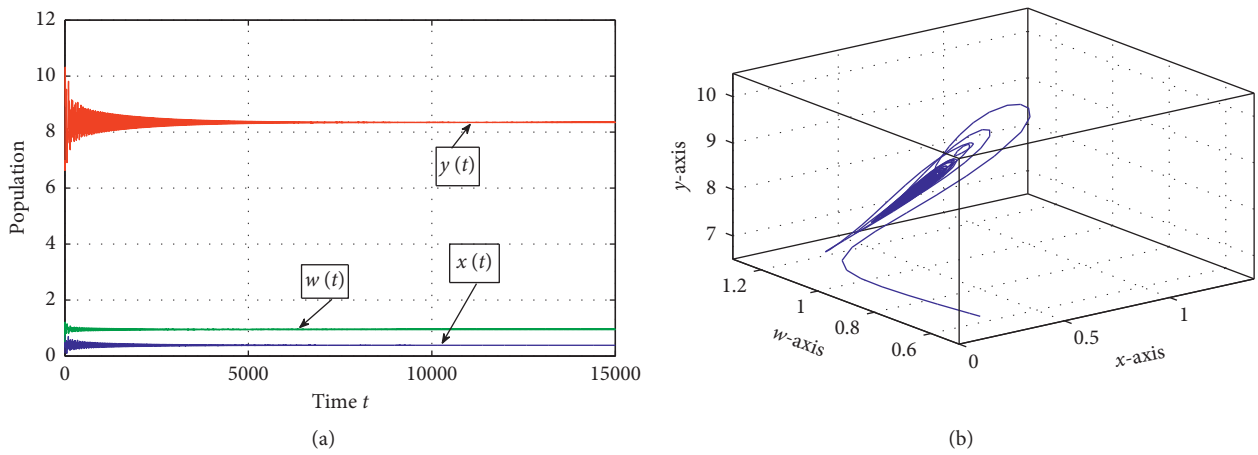 12
10
8
6
4
2
0
Population
y (t)
w (t)
x (t)
0
5000
10000
15000
Time t
(a)
10
9
8
7
y-axis
1.2
1
0.8
0.6
w-axis
0
0.5
1
x-axis
(b)